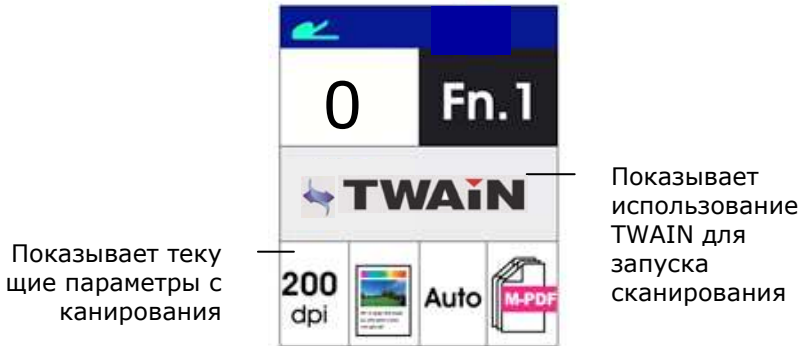 0
Fn.1
TWAiN
Показывает
использование
TWAIN для
запуска
сканирования
Показывает теку
щие параметры с
канирования
200
dpi
Auto
M-PDF